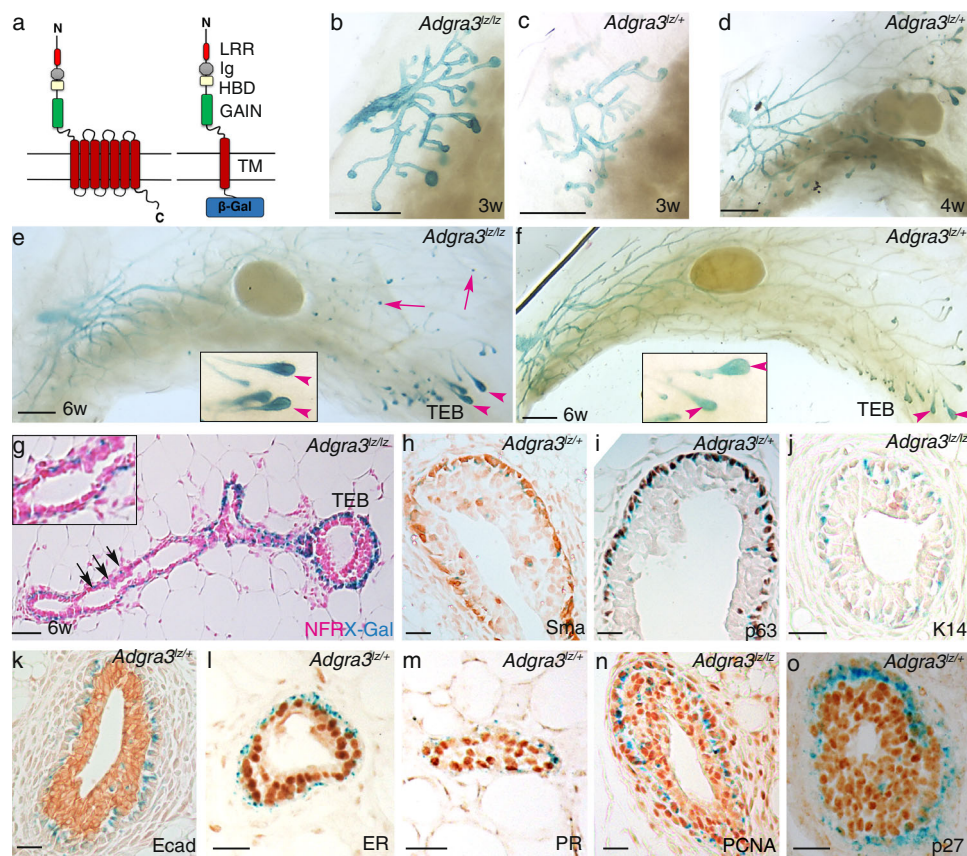 a
N
N
LRR
Ig
HBD
GAIN
TM
C
β-Gal
b
Adgra3lz/lz
3w
c
Adgra3lz/+
3w
d
Adgra3lz/+
4w
e
Adgra3lz/lz
6w
TEB
f
Adgra3lz/+
6w
TEB
g
Adgra3lz/lz
TEB
6w
NFRX-Gal
h
Adgra3lz/+
Sma
i
Adgra3lz/+
p63
j
Adgra3lz/lz
K14
k
Adgra3lz/+
Ecad
l
Adgra3lz/+
ER
m
Adgra3lz/+
PR
n
Adgra3lz/lz
PCNA
o
Adgra3lz/+
p27